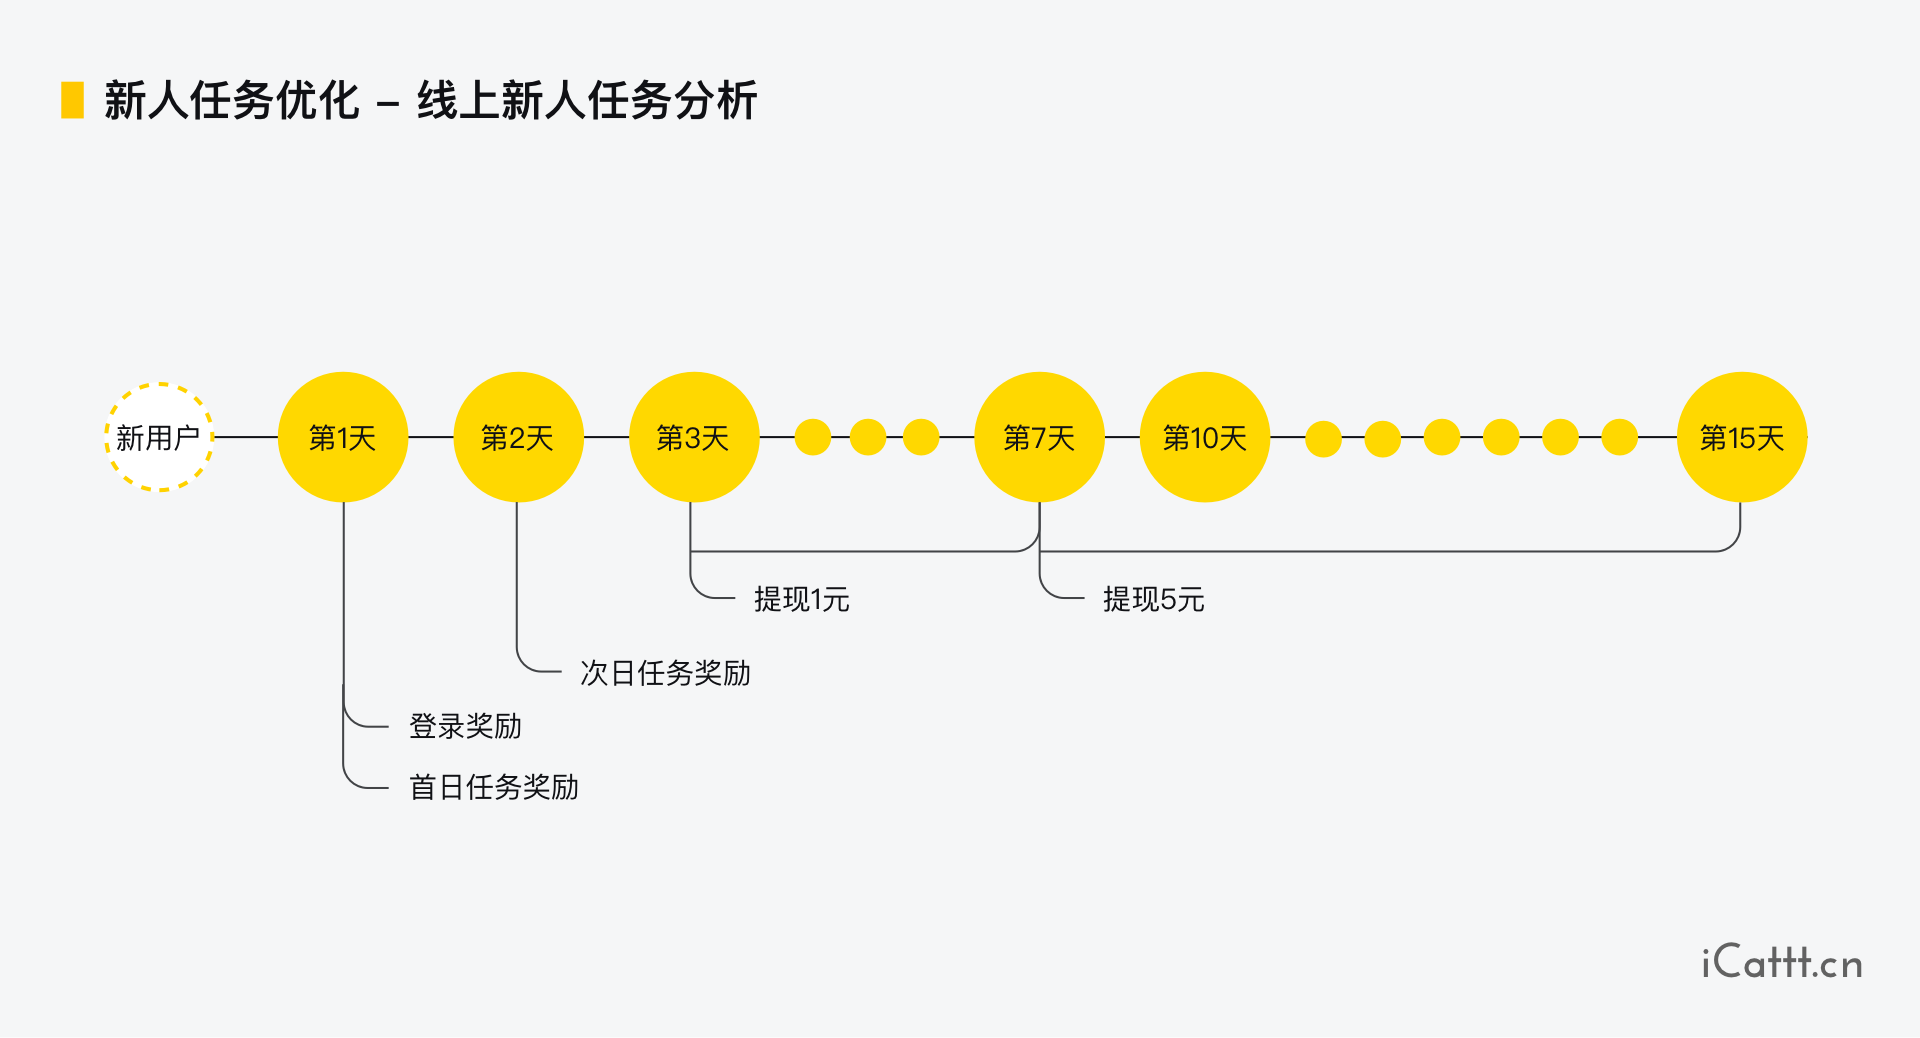 新人任务优化 – 线上新人任务分析
新用户
第1天
第2天
第3天
第7天
第10天
第15天
提现1元
提现5元
次日任务奖励
登录奖励
首日任务奖励
iCattt.cn